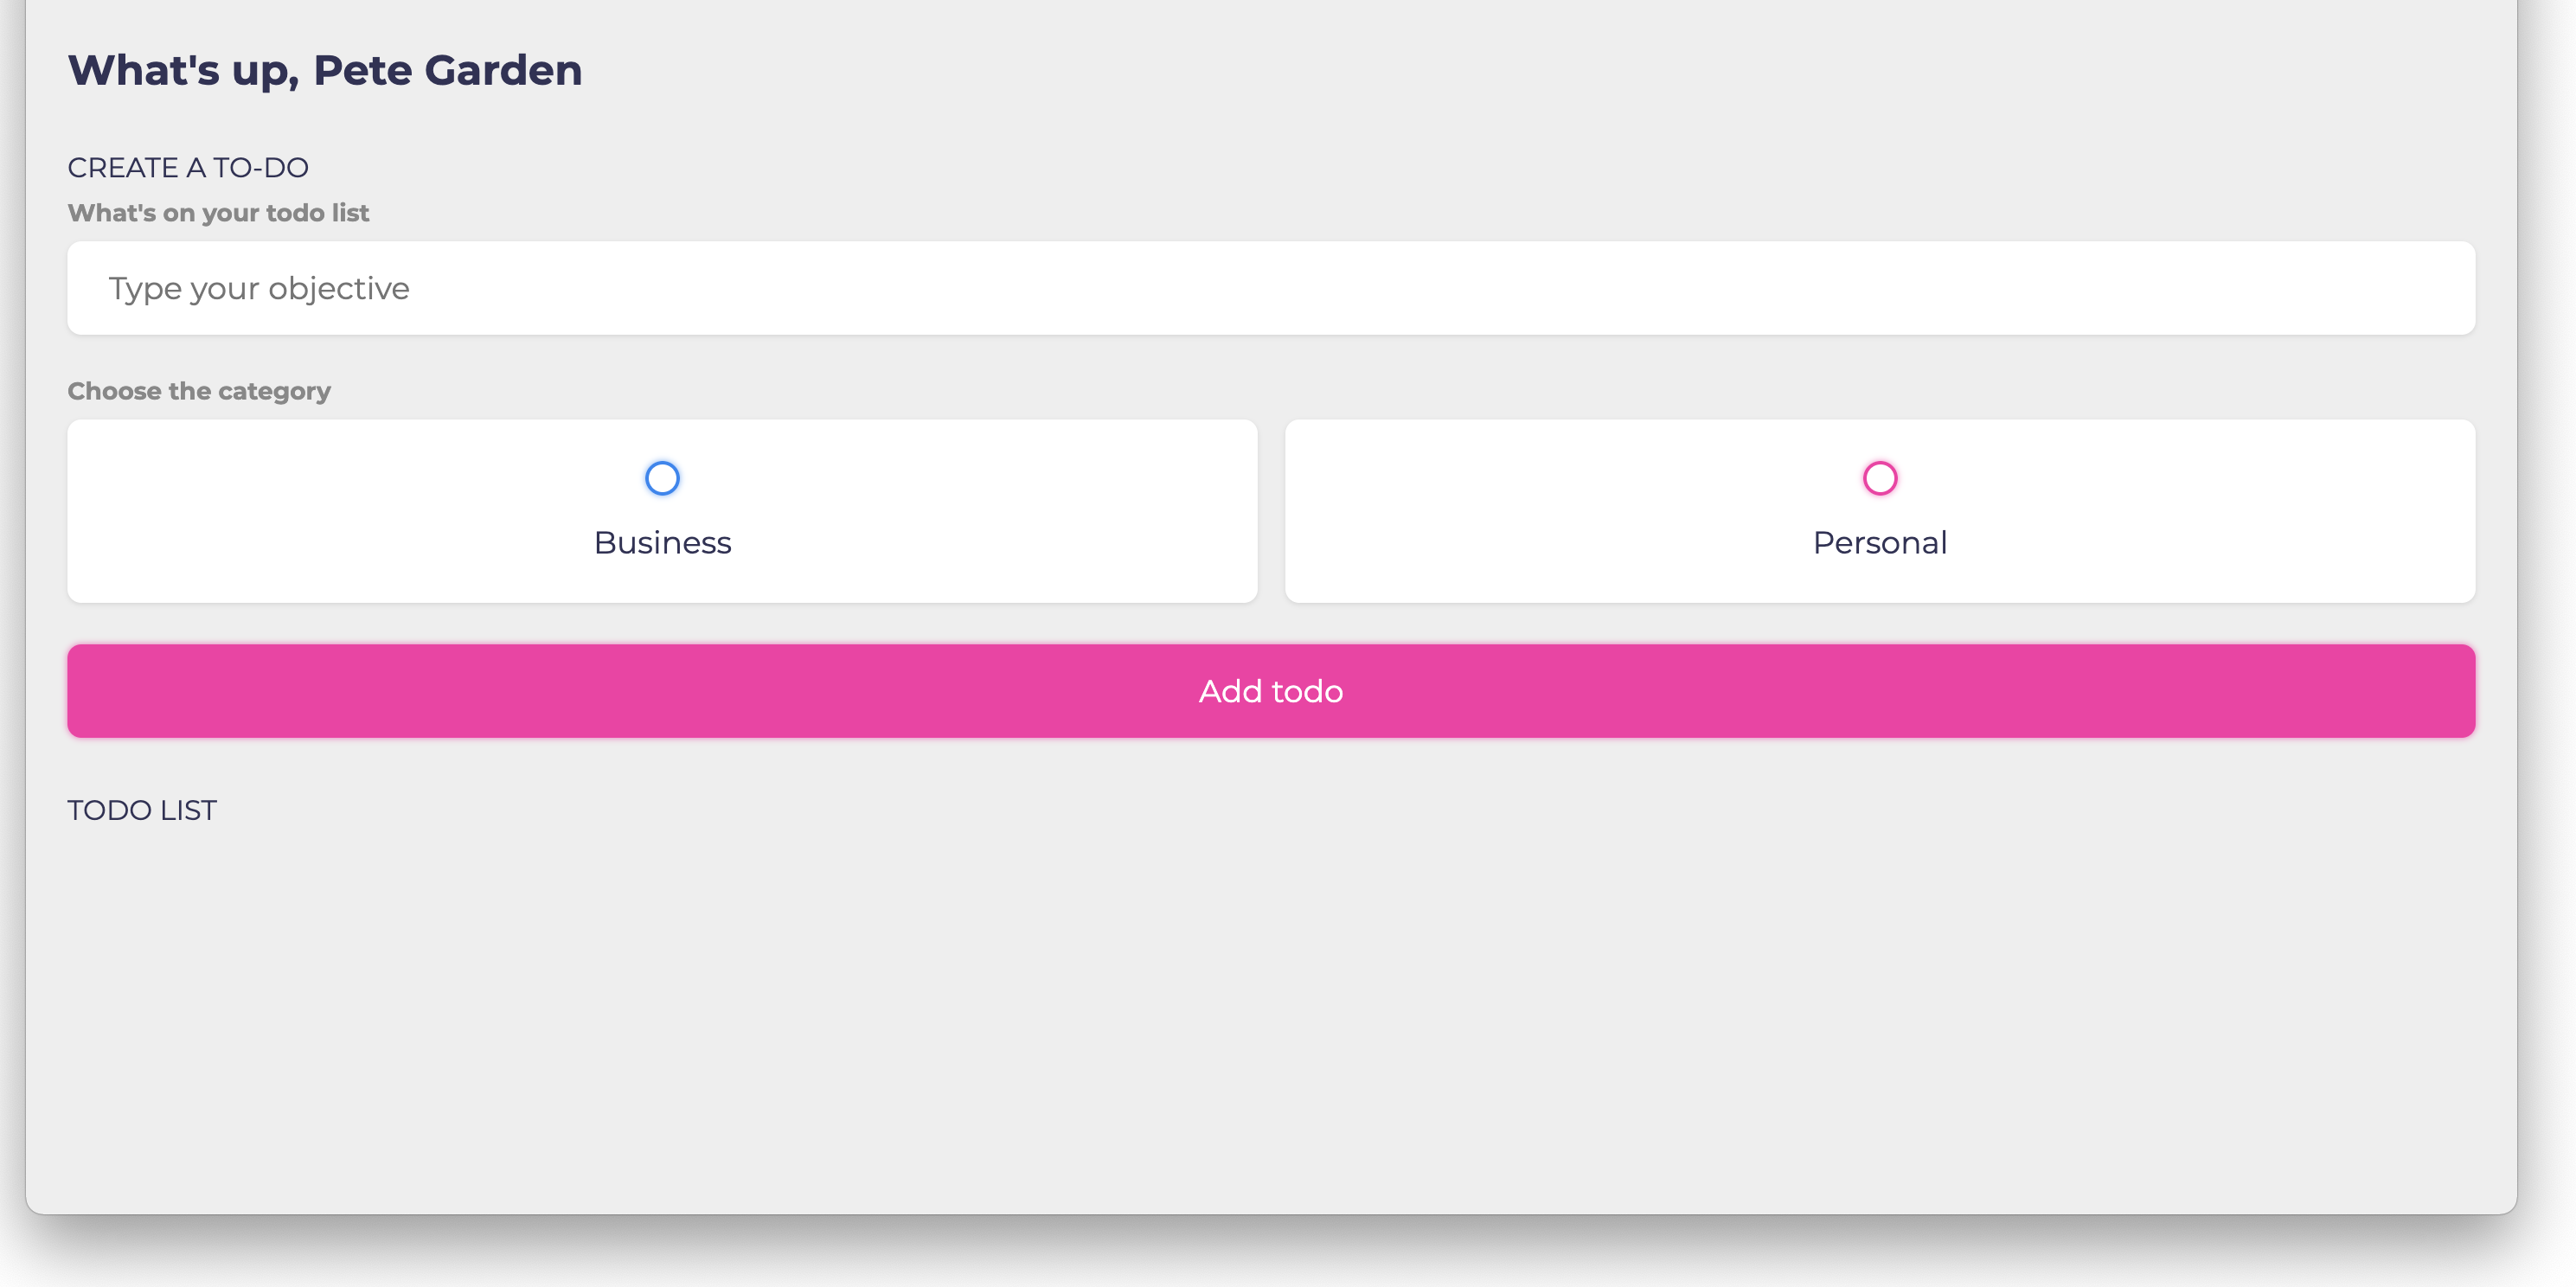 What's up, Pete Garden
CREATE A TO-DO
What's on your todo list
Type your objective
Choose the category
Business
Personal
Add todo
TODO LIST